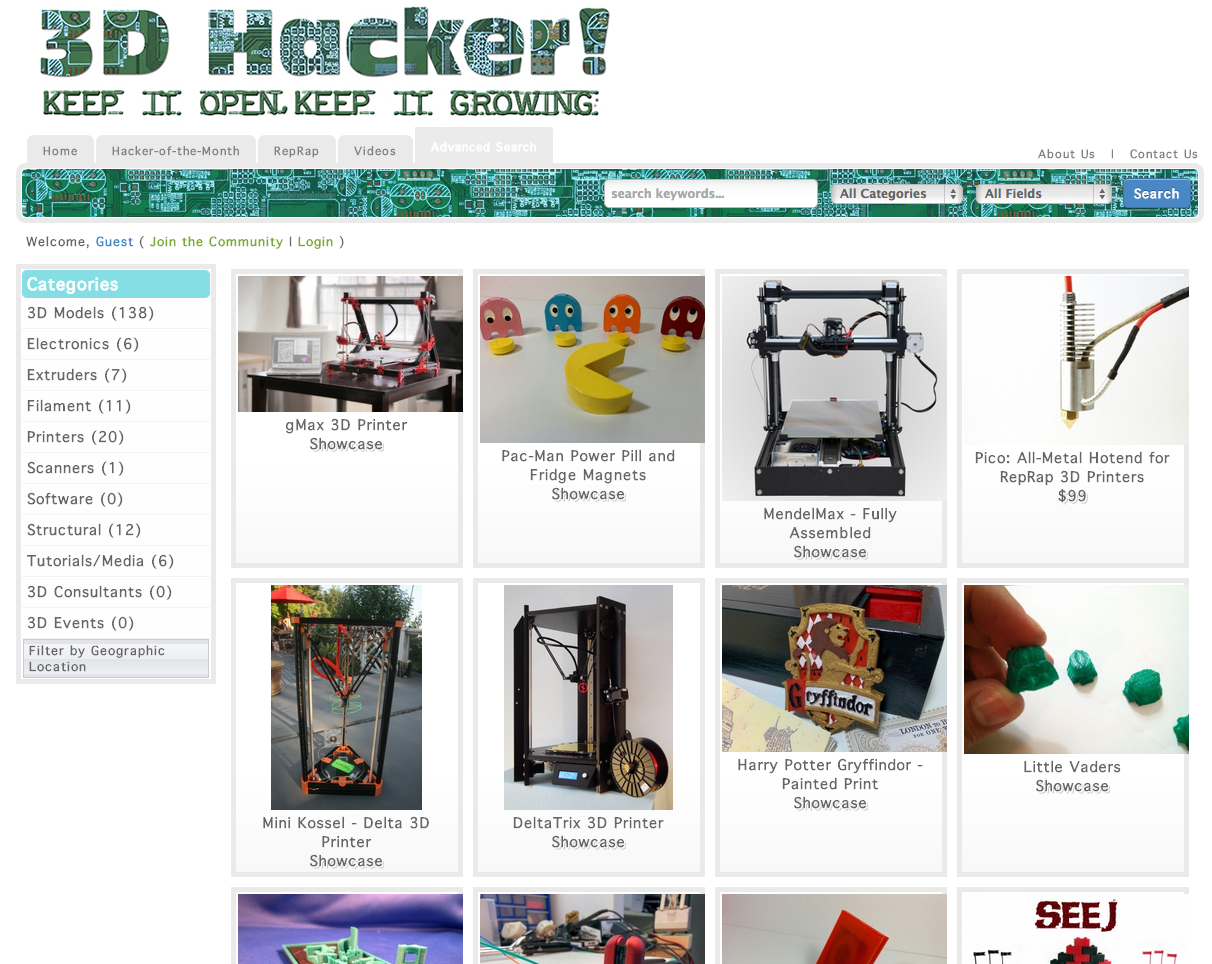 3D Hacker!
KEEP IT OPEN, KEEP IT GROWING
Home
Hacker-of-the-Month
RepRap
Videos
Advanced Search
About Us | Contact Us
search keywords...
All Categories
All Fields
Search
Welcome, Guest ( Join the Community | Login )
Categories
3D Models (138)
Electronics (6)
Extruders (7)
Filament (11)
Printers (20)
Scanners (1)
Software (0)
Structural (12)
Tutorials/Media (6)
3D Consultants (0)
3D Events (0)
Filter by Geographic
Location
gMax 3D Printer
Showcase
Pac-Man Power Pill and
Fridge Magnets
Showcase
MendelMax - Fully
Assembled
Showcase
Pico: All-Metal Hotend for
RepRap 3D Printers
$99
Mini Kossel - Delta 3D
Printer
Showcase
DeltaTrix 3D Printer
Showcase
Gryffindor
LONDON to
for ONE
Harry Potter Gryffindor -
Painted Print
Showcase
Little Vaders
Showcase
SEEJ